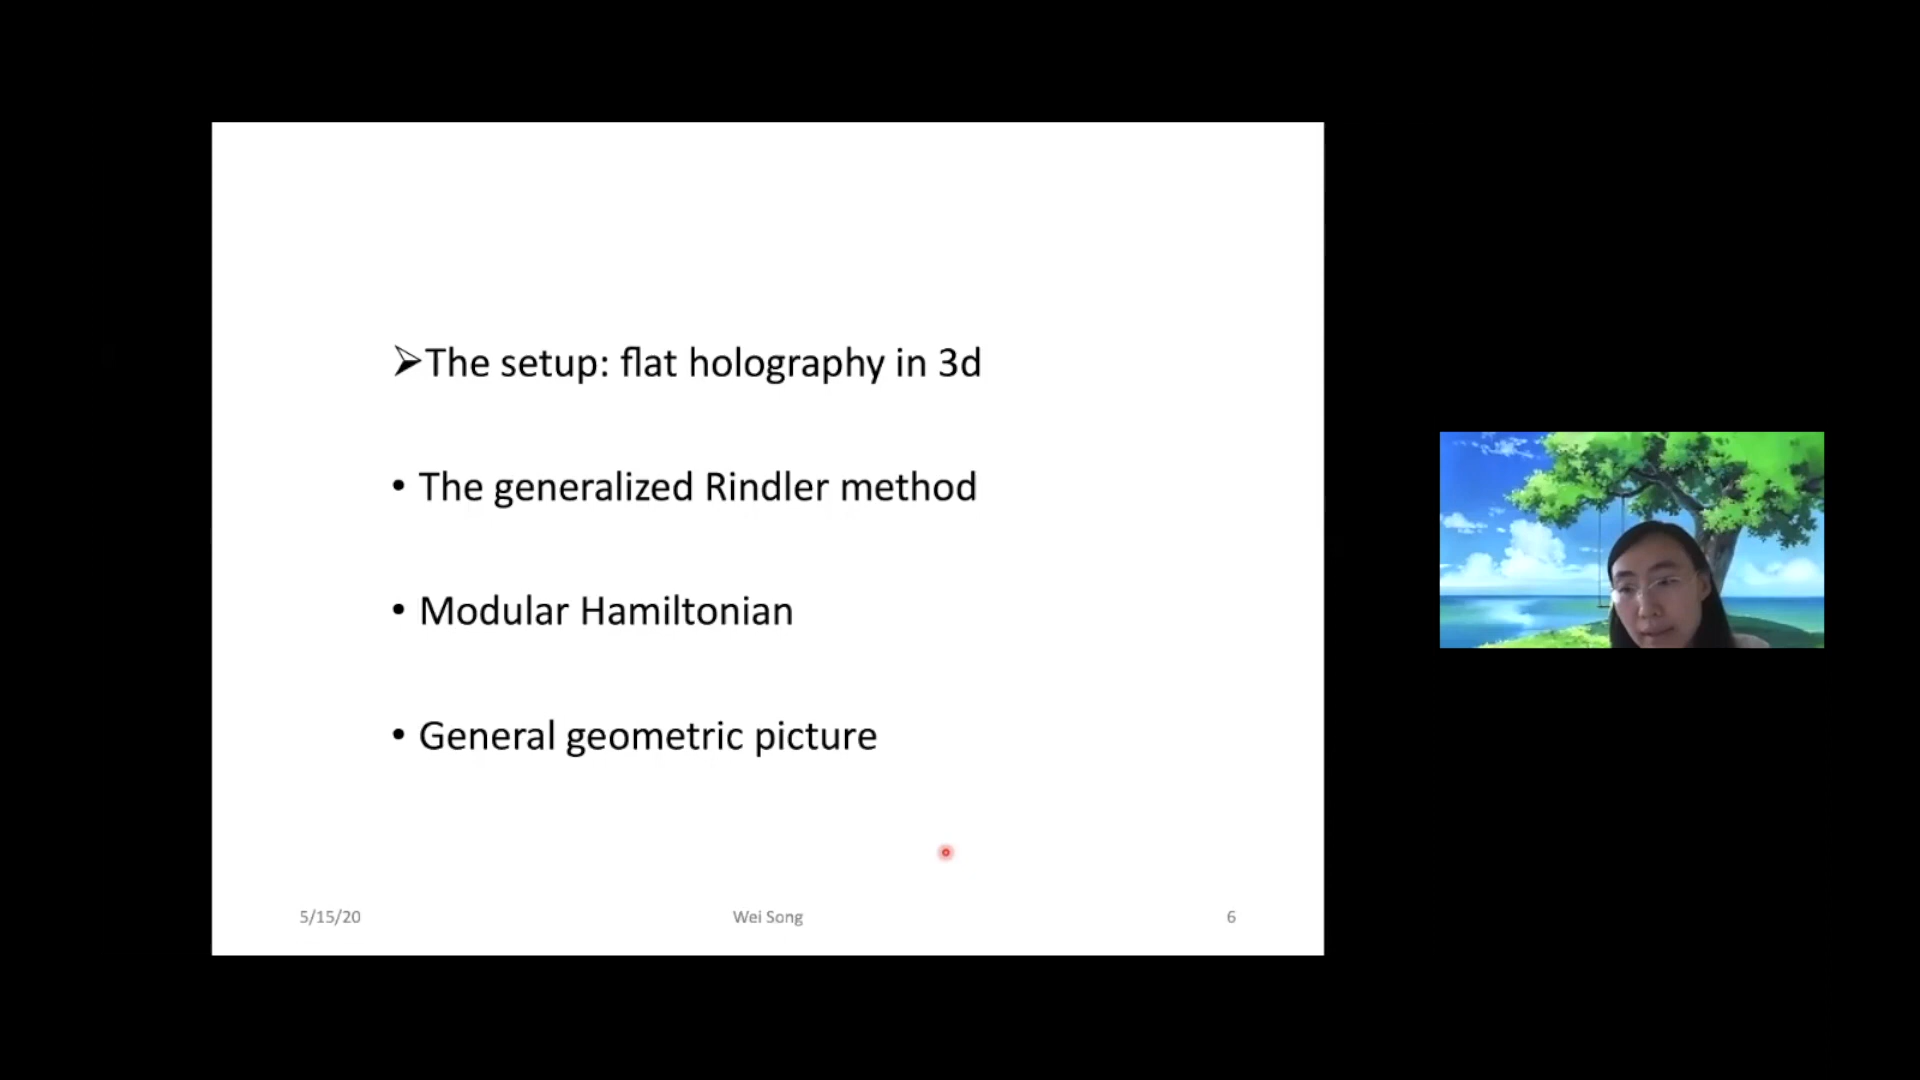 ➢The setup: flat holography in 3d
• The generalized Rindler method
• Modular Hamiltonian
• General geometric picture
5/15/20
Wei Song
6